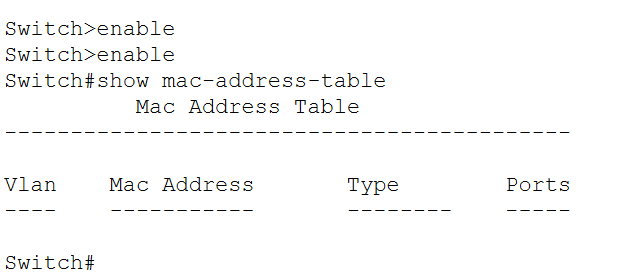 Switch>enable
Switch>enable
Switch#show mac-address-table
Mac Address Table
-------------------------------------------
Vlan    Mac Address       Type        Ports
----    -----------       --------    -----
Switch#